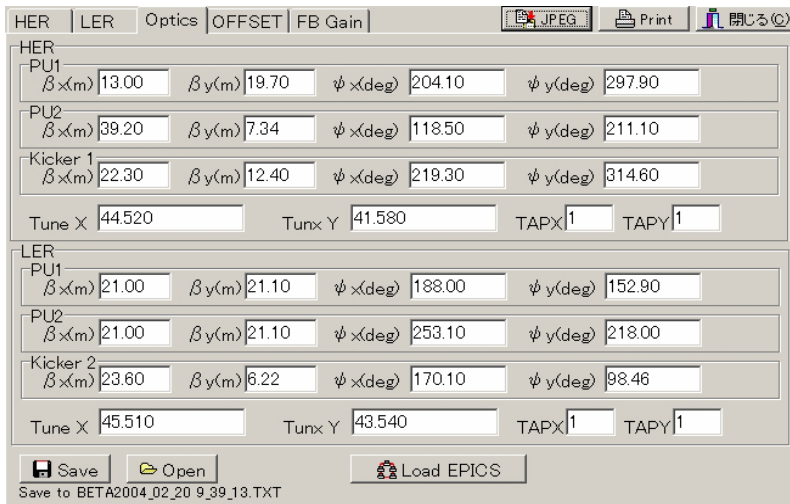 HER LER Optics OFFSET FB Gain JPEG Print 閉じる(C)
HER
PU1
βx(m) 13.00 βy(m) 19.70 ψx(deg) 204.10 ψy(deg) 297.90
PU2
βx(m) 39.20 βy(m) 7.34 ψx(deg) 118.50 ψy(deg) 211.10
Kicker 1
βx(m) 22.30 βy(m) 12.40 ψx(deg) 219.30 ψy(deg) 314.60
Tune X 44.520 Tunx Y 41.580 TAPX 1 TAPY 1
LER
PU1
βx(m) 21.00 βy(m) 21.10 ψx(deg) 188.00 ψy(deg) 152.90
PU2
βx(m) 21.00 βy(m) 21.10 ψx(deg) 253.10 ψy(deg) 218.00
Kicker 2
βx(m) 23.60 βy(m) 6.22 ψx(deg) 170.10 ψy(deg) 98.46
Tune X 45.510 Tunx Y 43.540 TAPX 1 TAPY 1
Save Open Load EPICS
Save to BETA2004_02_20 9_39_13.TXT